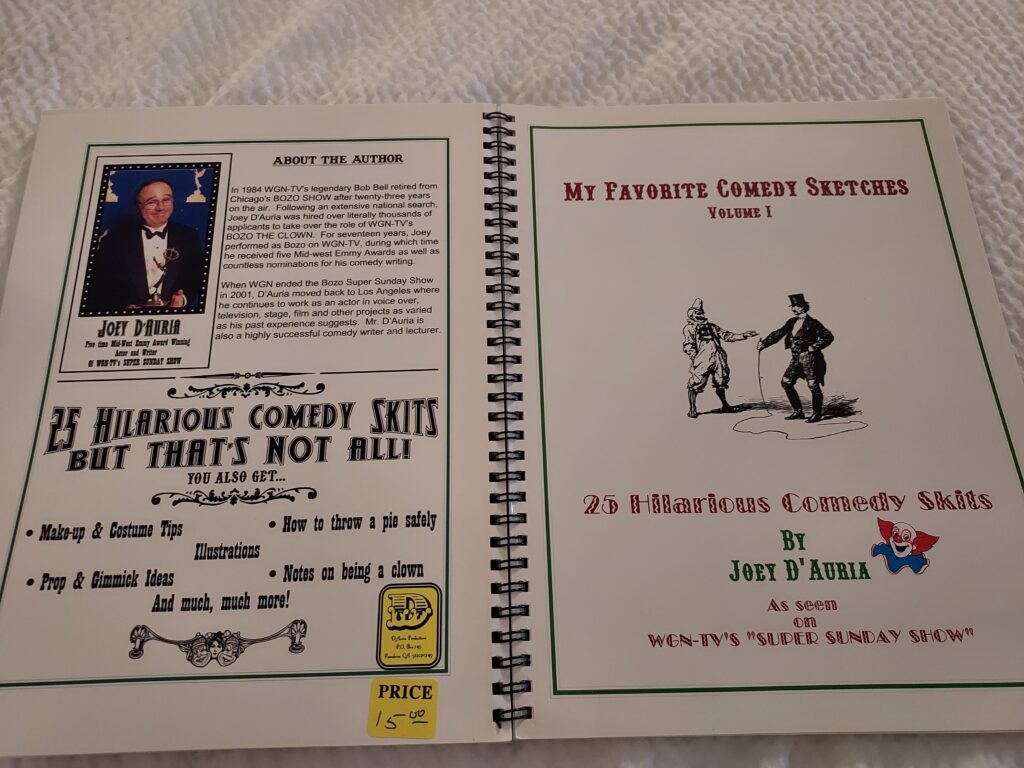 ABOUT THE AUTHOR
In 1984 WGN-TV's legendary Bob Bell retired from
Chicago's BOZO SHOW after twenty-three years
on the air. Following an extensive national search,
Joey D'Auria was hired over literally thousands of
applicants to take over the role of WGN-TV's
BOZO THE CLOWN. For seventeen years, Joey
performed as Bozo on WGN-TV, during which time
he received five Mid-west Emmy Awards as well as
countless nominations for his comedy writing.
When WGN ended the Bozo Super Sunday Show
in 2001, D'Auria moved back to Los Angeles where
he continues to work as an actor in voice over,
television, stage, film and other projects as varied
as his past experience suggests. Mr. D'Auria is
also a highly successful comedy writer and lecturer.
JOEY D'AURIA
Five time Mid-West Emmy Award Winning
Actor and Writer
Of WGN-TV's SUPER SUNDAY SHOW
25 HILARIOUS COMEDY SKITS
BUT THAT'S NOT ALL!
YOU ALSO GET...
• Make-up & Costume Tips
• How to throw a pie safely
Illustrations
• Prop & Gimmick Ideas
• Notes on being a clown
And much, much more!
D'Auria Productions
P.O. Box
Pasadena, CA
PRICE
15.00
MY FAVORITE COMEDY SKETCHES
VOLUME I
25 Hilarious Comedy Skits
BY
JOEY D'AURIA
As seen
on
WGN-TV'S "SUPER SUNDAY SHOW"